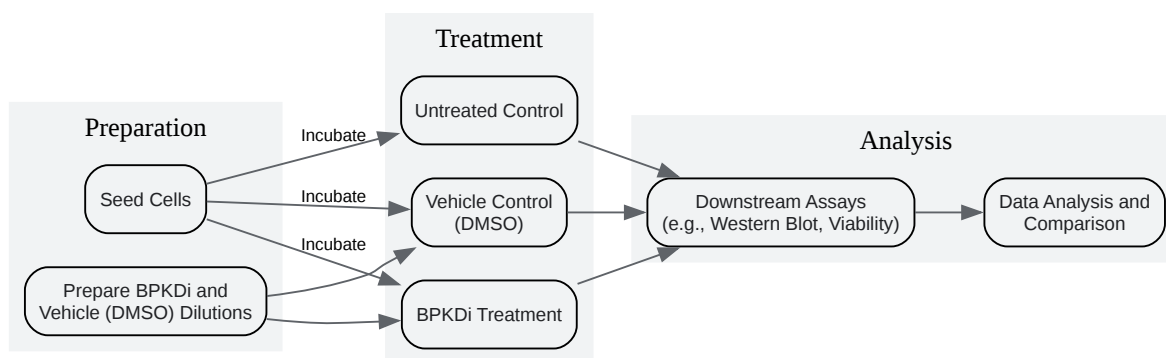 Preparation
Seed Cells
Prepare BPKDi and
Vehicle (DMSO) Dilutions
Incubate
Incubate
Incubate
Treatment
Untreated Control
Vehicle Control
(DMSO)
BPKDi Treatment
Analysis
Downstream Assays
(e.g., Western Blot, Viability)
Data Analysis and
Comparison